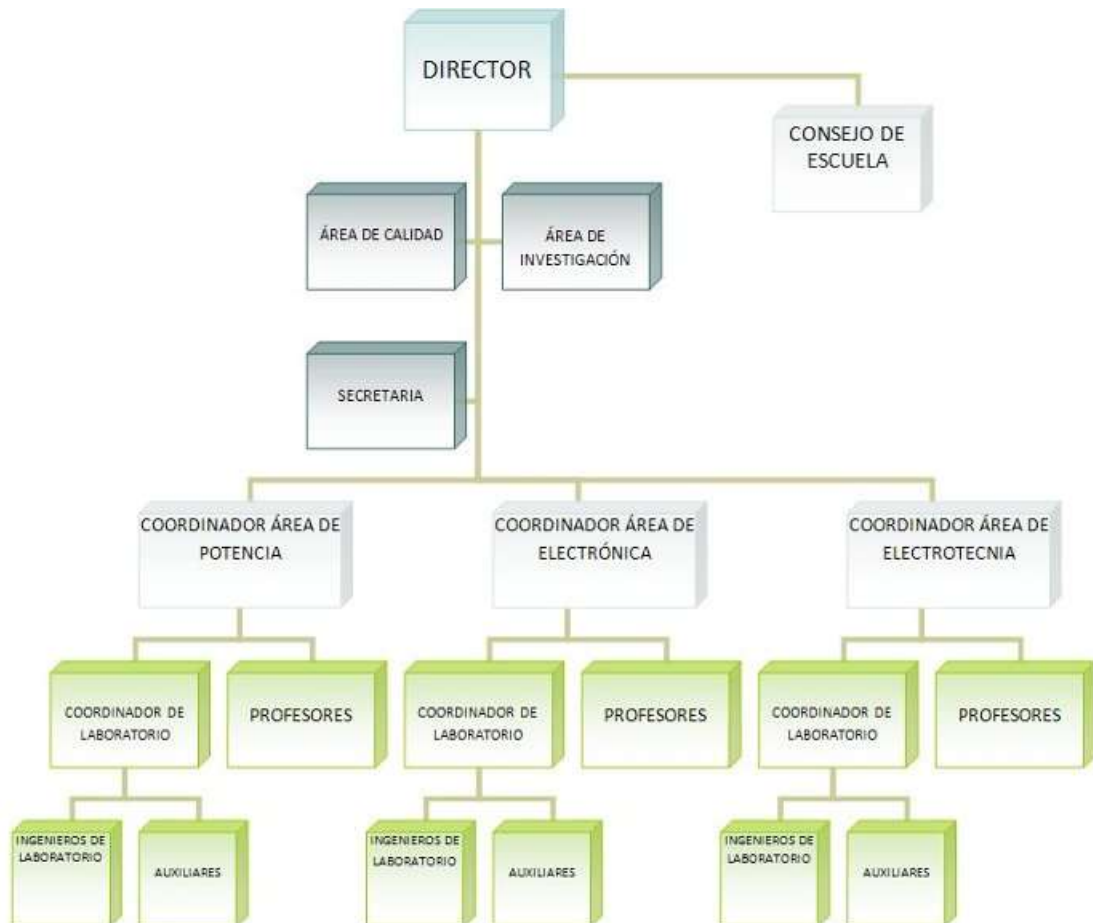 DIRECTOR
CONSEJO DE
ESCUELA
ÁREA DE CALIDAD
ÁREA DE
INVESTIGACIÓN
SECRETARIA
COORDINADOR ÁREA DE
POTENCIA
COORDINADOR ÁREA DE
ELECTRÓNICA
COORDINADOR ÁREA DE
ELECTROTECNIA
COORDINADOR DE
LABORATORIO
PROFESORES
COORDINADOR DE
LABORATORIO
PROFESORES
COORDINADOR DE
LABORATORIO
PROFESORES
INGENIEROS DE
LABORATORIO
AUXILIARES
INGENIEROS DE
LABORATORIO
AUXILIARES
INGENIEROS DE
LABORATORIO
AUXILIARES